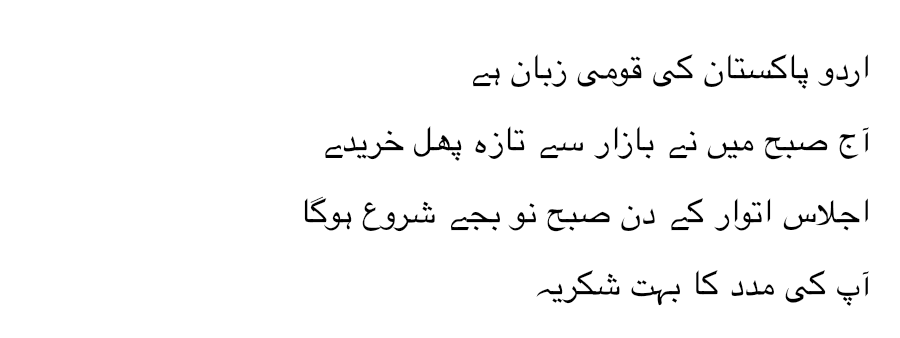 اردو پاکستان کی قومی زبان ہے
آج صبح میں نے بازار سے تازہ پھل خریدے
اجلاس اتوار کے دن صبح نو بجے شروع ہوگا
آپ کی مدد کا بہت شکریہ